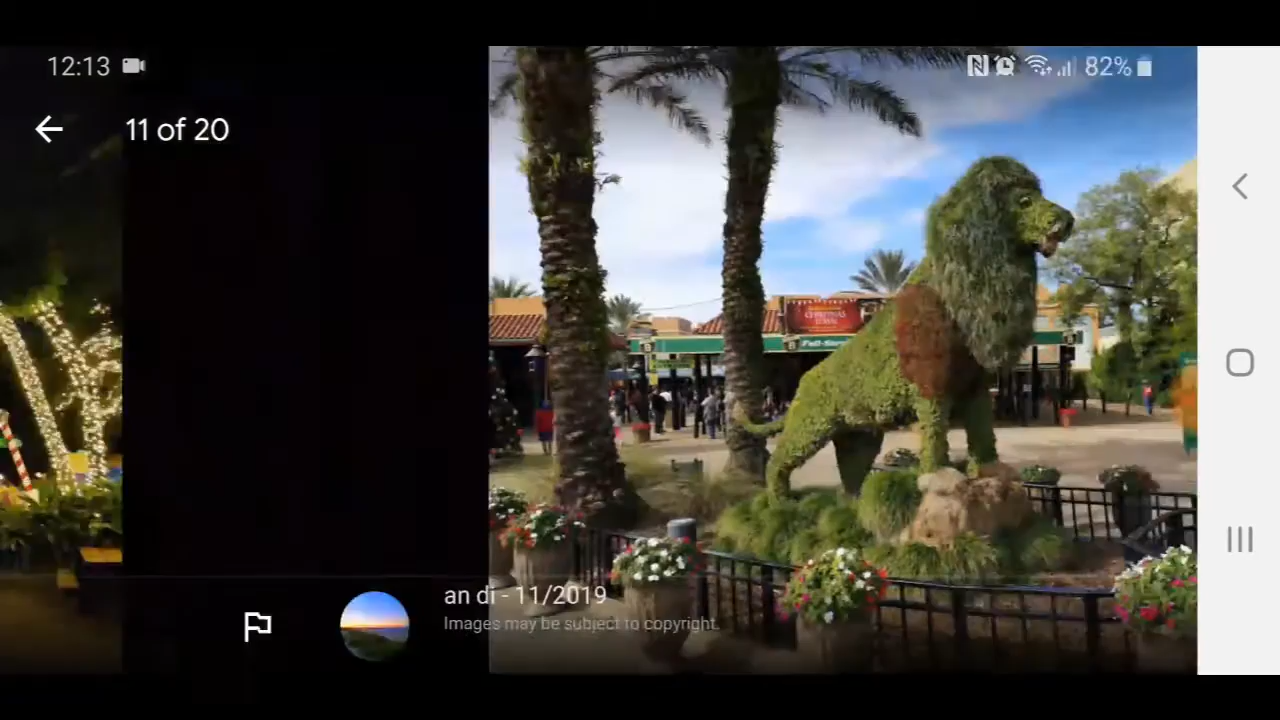 12:13
82%
11 of 20
CHRISTMAS
TOWN
an di - 11/2019
Images may be subject to copyright.